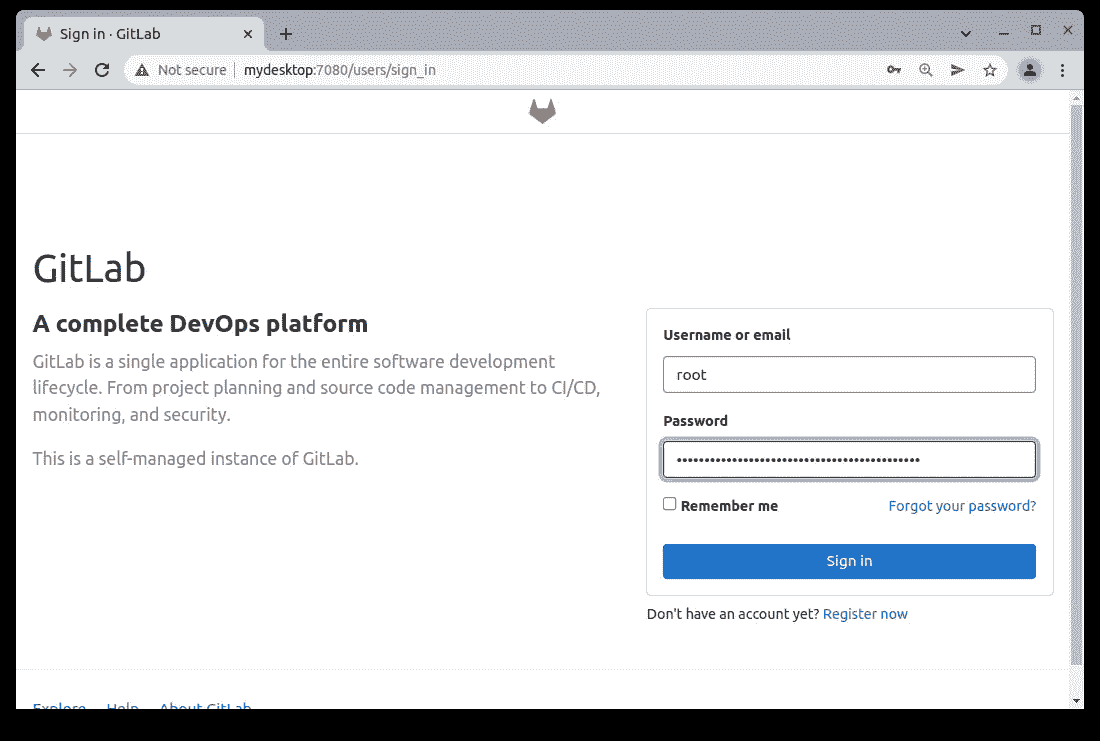 Sign in · GitLab
Not secure
mydesktop:7080/users/sign_in
GitLab
A complete DevOps platform
GitLab is a single application for the entire software development
lifecycle. From project planning and source code management to CI/CD,
monitoring, and security.
This is a self-managed instance of GitLab.
Username or email
root
Password
Remember me
Forgot your password?
Sign in
Don't have an account yet? Register now
Explore Help About GitLab